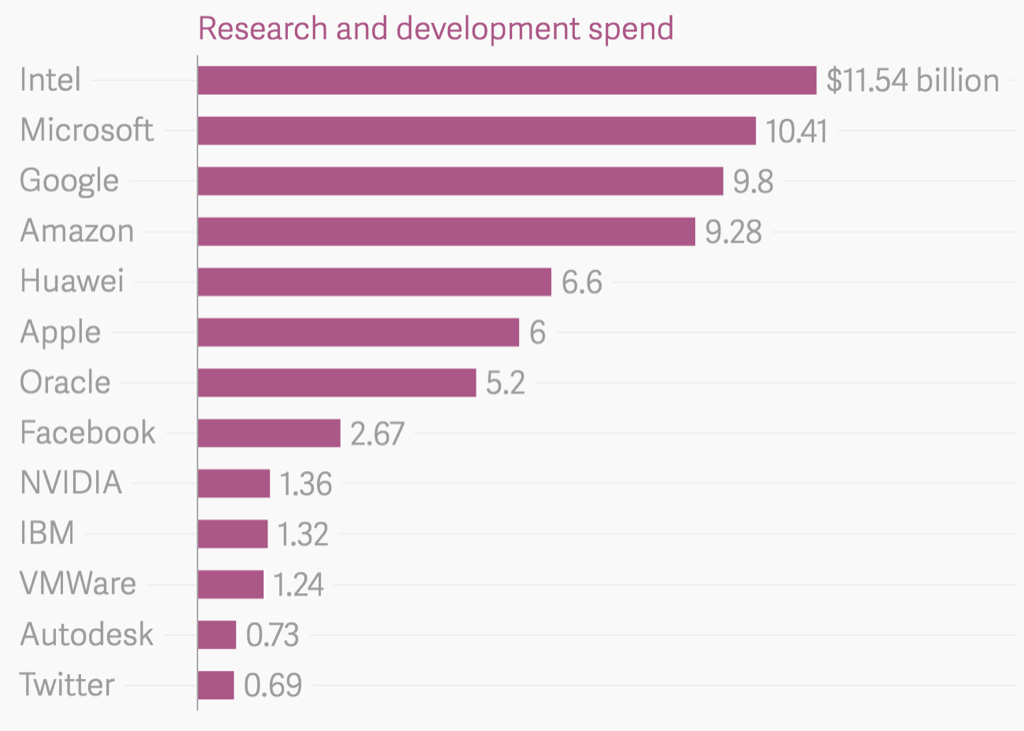 Research and development spend
Intel $11.54 billion
Microsoft 10.41
Google 9.8
Amazon 9.28
Huawei 6.6
Apple 6
Oracle 5.2
Facebook 2.67
NVIDIA 1.36
IBM 1.32
VMWare 1.24
Autodesk 0.73
Twitter 0.69